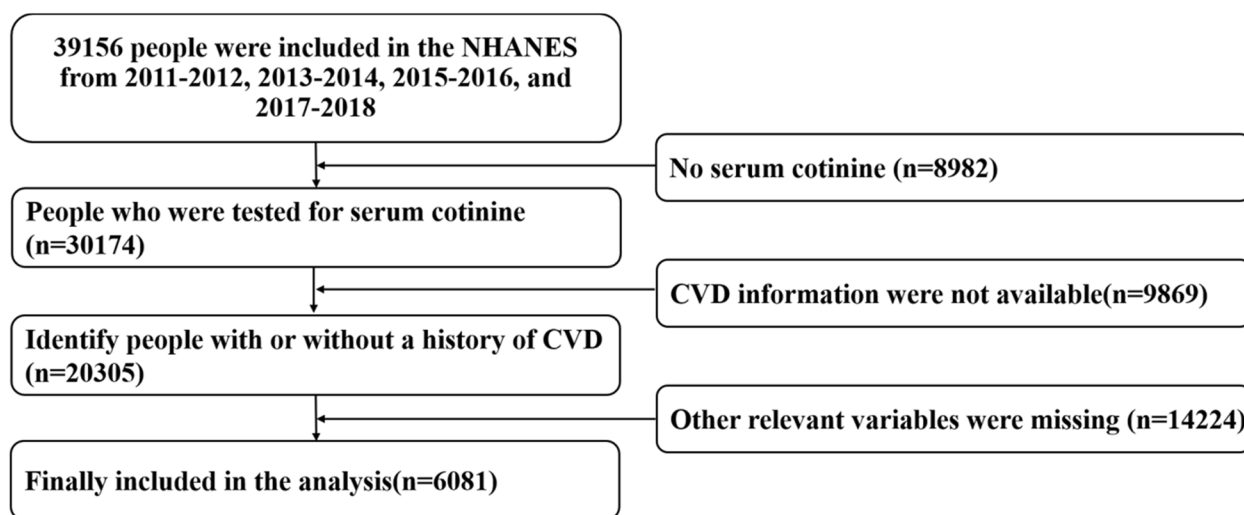 39156 people were included in the NHANES
from 2011-2012, 2013-2014, 2015-2016, and
2017-2018
No serum cotinine (n=8982)
People who were tested for serum cotinine
(n=30174)
CVD information were not available(n=9869)
Identify people with or without a history of CVD
(n=20305)
Other relevant variables were missing (n=14224)
Finally included in the analysis(n=6081)